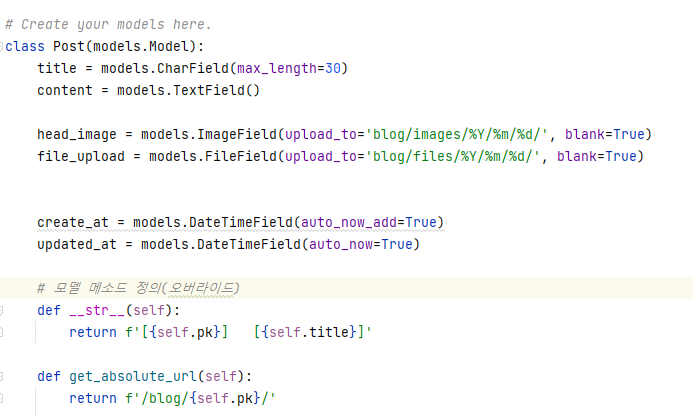 # Create your models here.
class Post(models.Model):
    title = models.CharField(max_length=30)
    content = models.TextField()
    head_image = models.ImageField(upload_to='blog/images/%Y/%m/%d/', blank=True)
    file_upload = models.FileField(upload_to='blog/files/%Y/%m/%d/', blank=True)
    create_at = models.DateTimeField(auto_now_add=True)
    updated_at = models.DateTimeField(auto_now=True)
    # 모델 메소드 정의(오버라이드)
    def __str__(self):
        return f'[{self.pk}]   [{self.title}]'
    def get_absolute_url(self):
        return f'/blog/{self.pk}/'